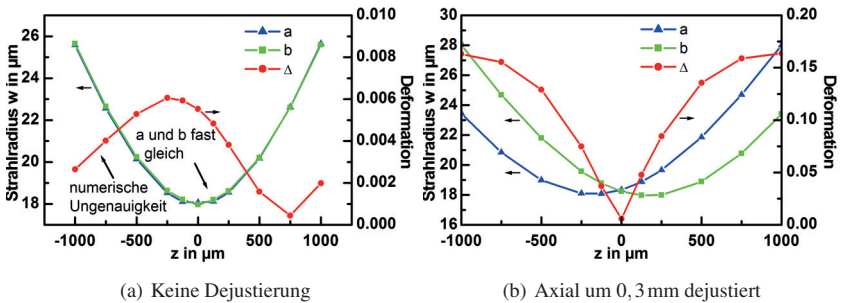 26
24
22
20
18
Strahlradius w in µm
0.010
0.008
0.006
0.004
0.002
0.000
Deformation
a
b
Δ
a und b fast
gleich
numerische
Ungenauigkeit
-1000 -500 0 500 1000
z in µm
(a) Keine Dejustierung
30
28
26
24
22
20
18
16
Strahlradius w in µm
0.20
0.15
0.10
0.05
0.00
Deformation
a
b
Δ
-1000 -500 0 500 1000
z in µm
(b) Axial um 0,3 mm dejustiert